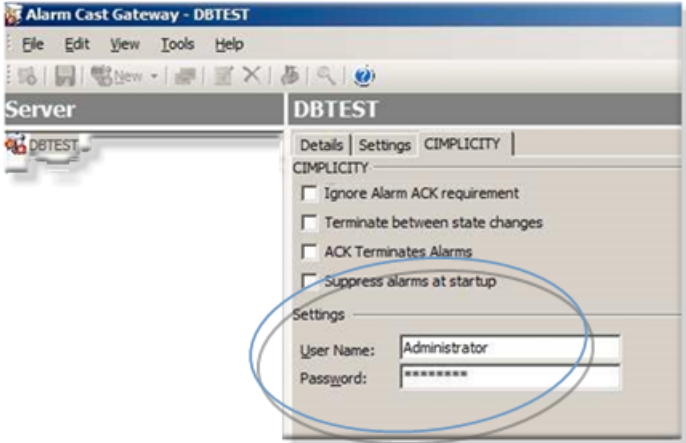 Alarm Cast Gateway - DBTEST
File Edit View Tools Help
New
Server
DBTEST
DBTEST
Details Settings CIMPLICITY
CIMPLICITY
Ignore Alarm ACK requirement
Terminate between state changes
ACK Terminates Alarms
Suppress alarms at startup
Settings
User Name: Administrator
Password: ********